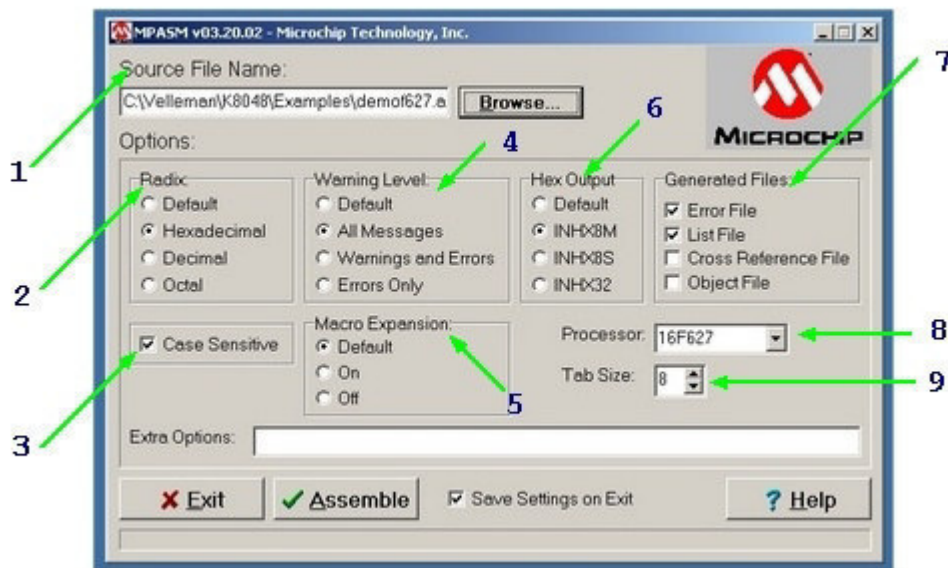 MPASM v03.20.02 - Microchip Technology, Inc.
1
Source File Name:
C:\Velleman\K8048\Examples\demof627.a
Browse...
7
MICROCHIP
Options:
4
6
Radix:
Default
Hexadecimal
Decimal
Octal
2
Warning Level:
Default
All Messages
Warnings and Errors
Errors Only
Hex Output
Default
INHX8M
INHX8S
INHX32
Generated Files:
Error File
List File
Cross Reference File
Object File
Case Sensitive
3
Macro Expansion:
Default
On
Off
5
Processor: 16F627
8
Tab Size: 8
9
Extra Options:
Exit
Assemble
Save Settings on Exit
? Help